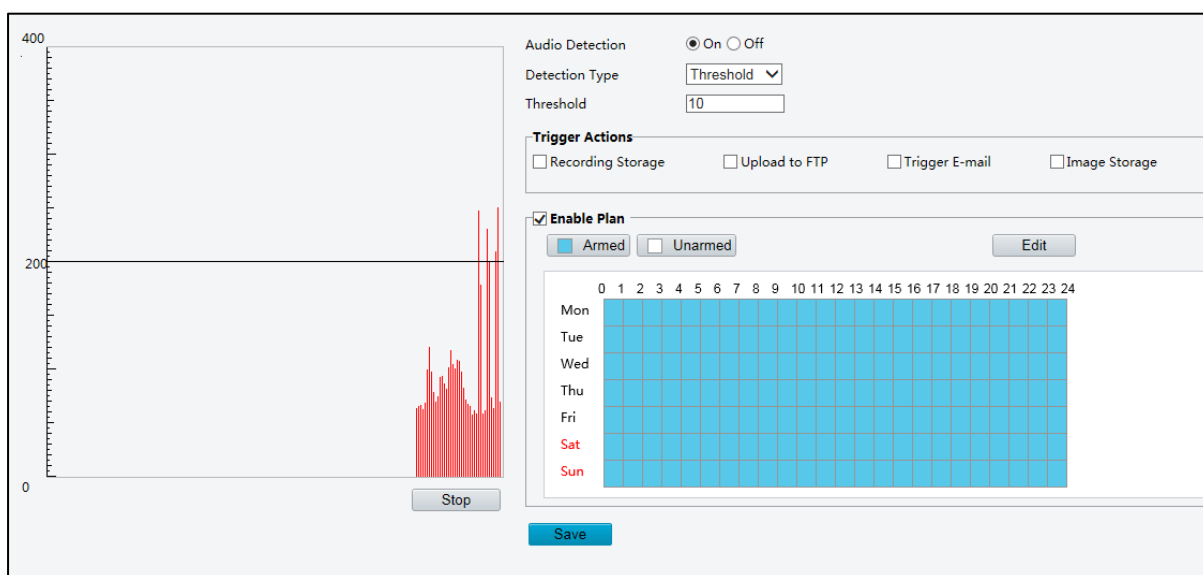 400
200
0
Stop
Audio Detection On Off
Detection Type Threshold
Threshold 10
Trigger Actions
Recording Storage Upload to FTP Trigger E-mail Image Storage
Enable Plan
Armed Unarmed Edit
0 1 2 3 4 5 6 7 8 9 10 11 12 13 14 15 16 17 18 19 20 21 22 23 24
Mon
Tue
Wed
Thu
Fri
Sat
Sun
Save